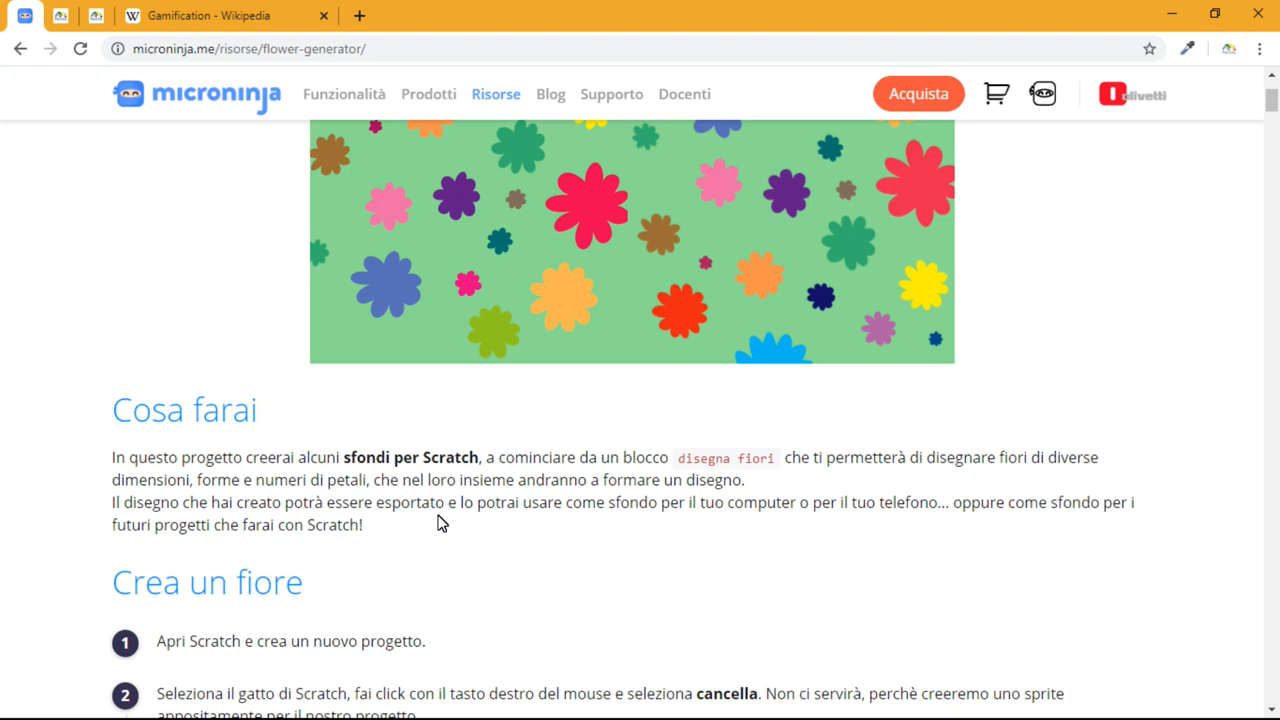 Gamification - Wikipedia
microninja.me/risorse/flower-generator/
microninja Funzionalità Prodotti Risorse Blog Supporto Docenti Acquista olivetti
Cosa farai
In questo progetto creerai alcuni sfondi per Scratch, a cominciare da un blocco disegna fiori che ti permetterà di disegnare fiori di diverse
dimensioni, forme e numeri di petali, che nel loro insieme andranno a formare un disegno.
Il disegno che hai creato potrà essere esportato e lo potrai usare come sfondo per il tuo computer o per il tuo telefono... oppure come sfondo per i
futuri progetti che farai con Scratch!
Crea un fiore
1 Apri Scratch e crea un nuovo progetto.
2 Seleziona il gatto di Scratch, fai click con il tasto destro del mouse e seleziona cancella. Non ci servirà, perchè creeremo uno sprite
appositamente per il nostro progetto.